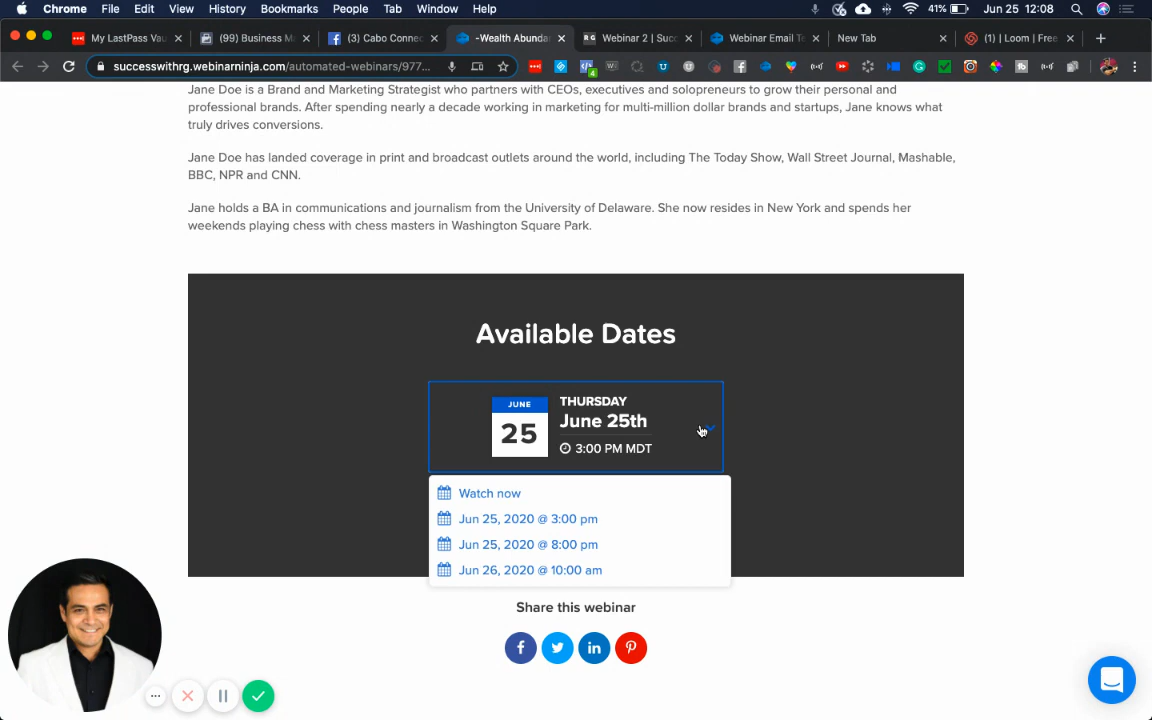 Chrome File Edit View History Bookmarks People Tab Window Help 41% Jun 25 12:08
My LastPass Vau (99) Business M (3) Cabo Connec -Wealth Abunda R G Webinar 2 | Suc Webinar Email T New Tab (1) | Loom | Free
successwithrg.webinarninja.com/automated-webinars/977... 4
Jane Doe is a Brand and Marketing Strategist who partners with CEOs, executives and solopreneurs to grow their personal and
professional brands. After spending nearly a decade working in marketing for multi-million dollar brands and startups, Jane knows what
truly drives conversions.
Jane Doe has landed coverage in print and broadcast outlets around the world, including The Today Show, Wall Street Journal, Mashable,
BBC, NPR and CNN.
Jane holds a BA in communications and journalism from the University of Delaware. She now resides in New York and spends her
weekends playing chess with chess masters in Washington Square Park.
Available Dates
JUNE
25
THURSDAY
June 25th
3:00 PM MDT
Watch now
Jun 25, 2020 @ 3:00 pm
Jun 25, 2020 @ 8:00 pm
Jun 26, 2020 @ 10:00 am
Share this webinar